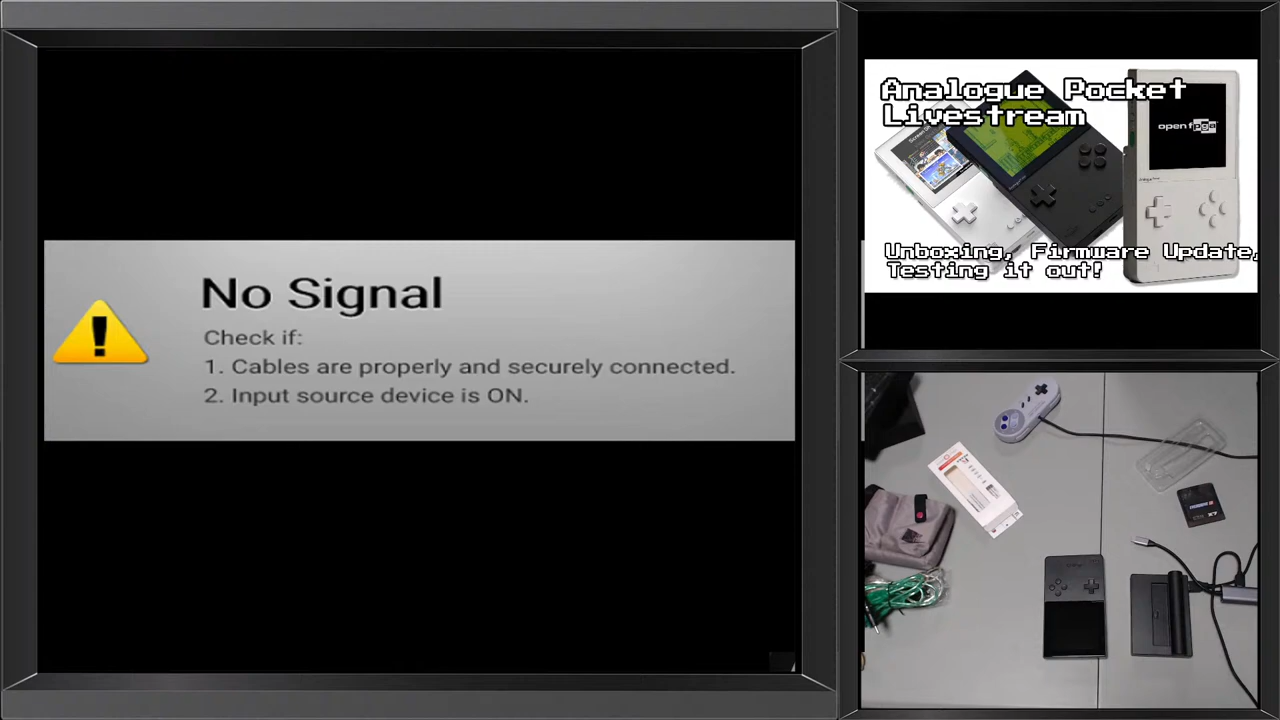 No Signal
Check if:
1. Cables are properly and securely connected.
2. Input source device is ON.
Analogue Pocket
Livestream
openfpga
Unboxing, Firmware Update,
Testing it out!
X7